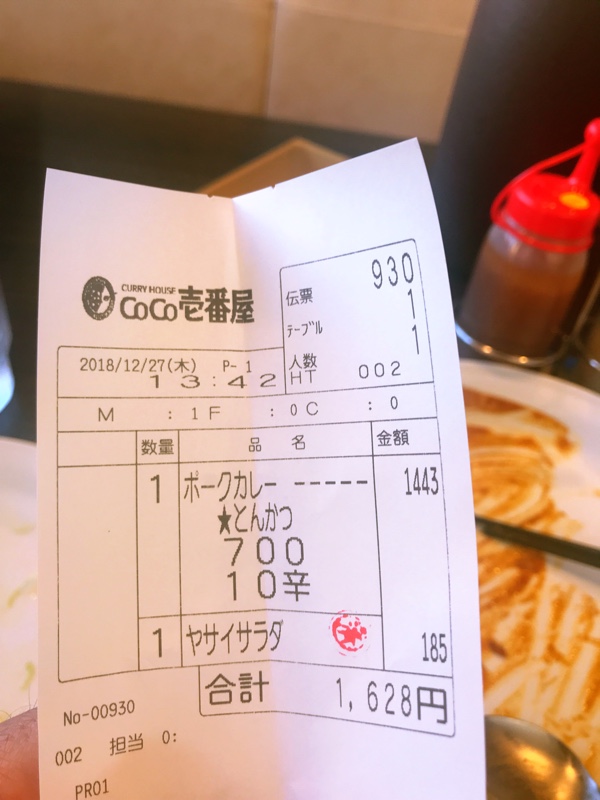 CURRY HOUSE
CoCo壱番屋
伝票 930
テーブル 1
人数 1
HT 002
2018/12/27(木) P- 1
13:42
M : 1F : 0C : 0
数量 品 名 金額
1 ポークカレー ----- 1443
★とんかつ
700
10辛
1 ヤサイサラダ 185
合計 1,628円
No-00930
002 担当 0:
PR01